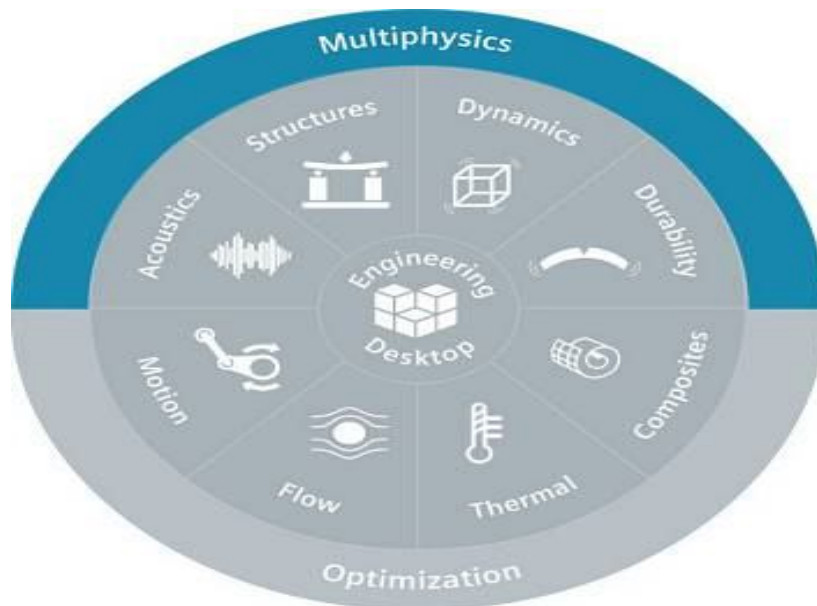 Multiphysics
Structures
Dynamics
Acoustics
Durability
Engineering
Desktop
Motion
Composites
Flow
Thermal
Optimization